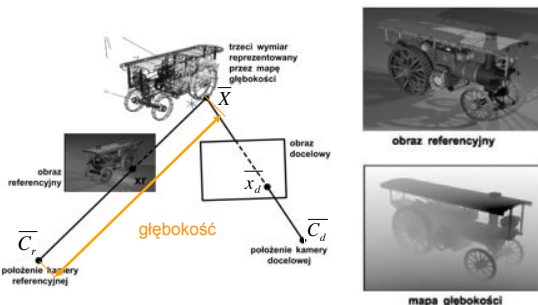 trzeci wymiar
reprezentowany
przez mapę
głębokości
X
obraz
docelowy
obraz
referencyjny
xr
x_d
głębokość
C_r
C_d
położenie kamery
referencyjnej
położenie kamery
docelowej
obraz referencyjny
mapa głębokości